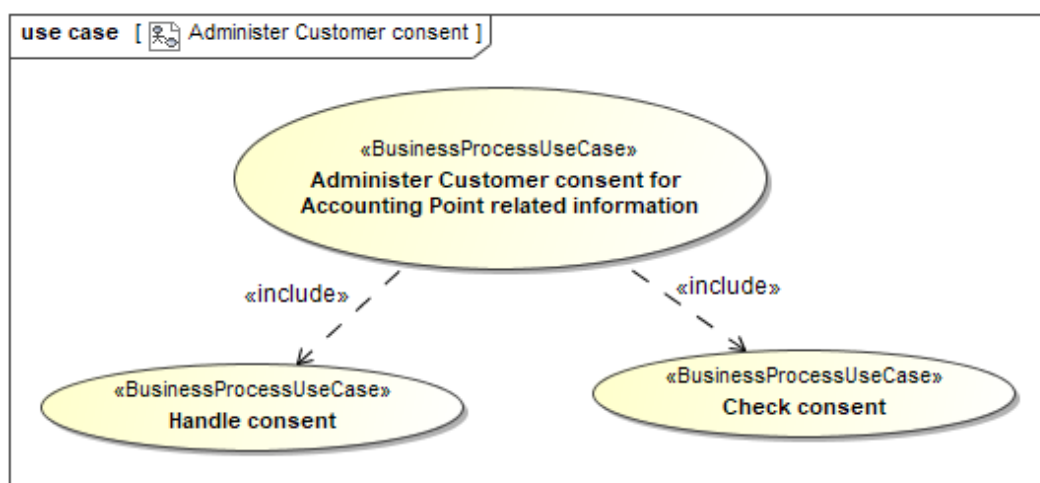 use case [ Administer Customer consent ]
«BusinessProcessUseCase»
Administer Customer consent for
Accounting Point related information
«include»
«include»
«BusinessProcessUseCase»
Handle consent
«BusinessProcessUseCase»
Check consent